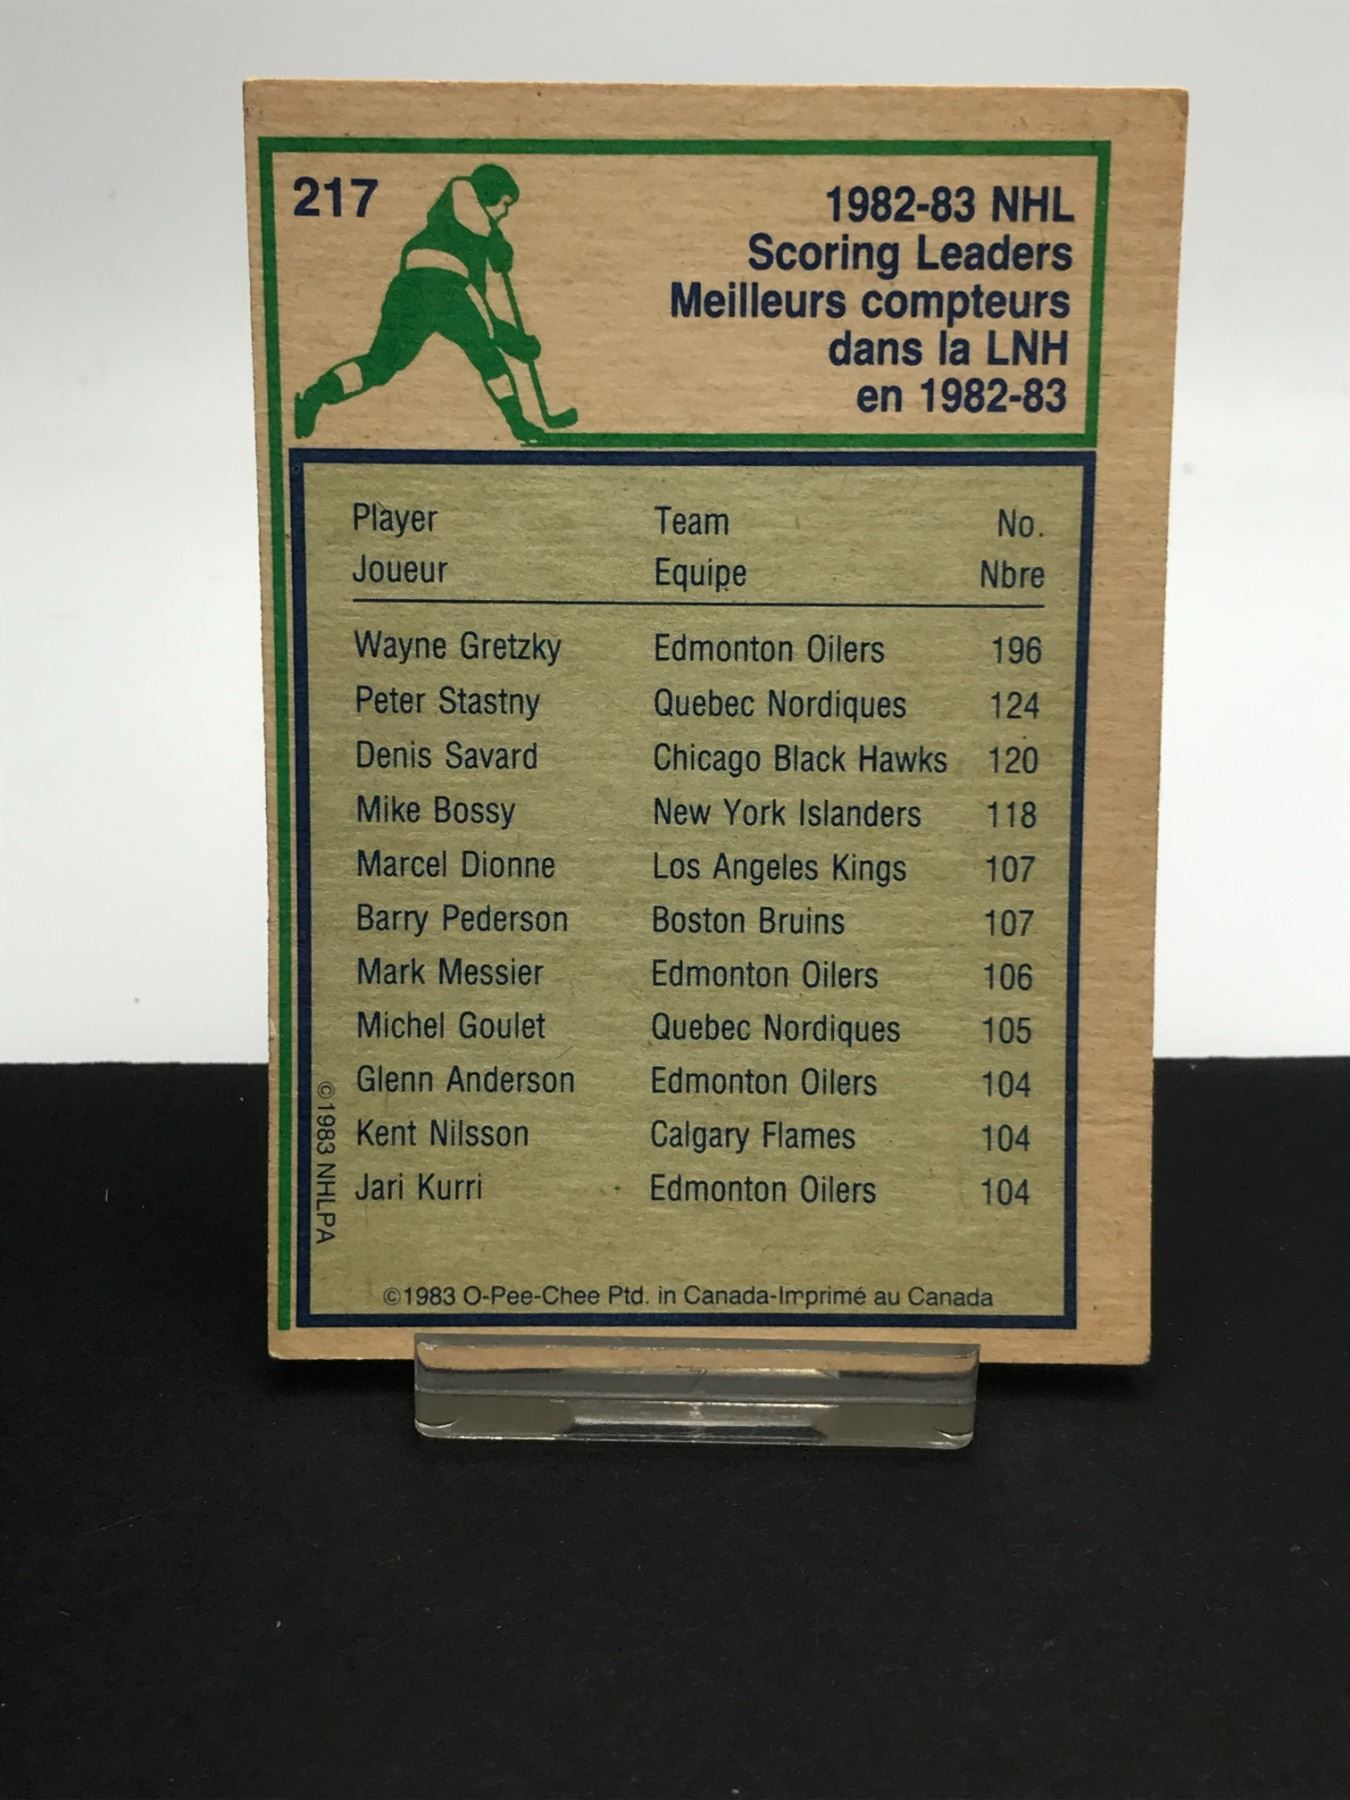 217
1982-83 NHL
Scoring Leaders
Meilleurs compteurs
dans la LNH
en 1982-83
Player Team No.
Joueur Equipe Nbre
Wayne Gretzky Edmonton Oilers 196
Peter Stastny Quebec Nordiques 124
Denis Savard Chicago Black Hawks 120
Mike Bossy New York Islanders 118
Marcel Dionne Los Angeles Kings 107
Barry Pederson Boston Bruins 107
Mark Messier Edmonton Oilers 106
Michel Goulet Quebec Nordiques 105
Glenn Anderson Edmonton Oilers 104
Kent Nilsson Calgary Flames 104
Jari Kurri Edmonton Oilers 104
©1983 NHLPA
©1983 O-Pee-Chee Ptd. in Canada-Imprimé au Canada